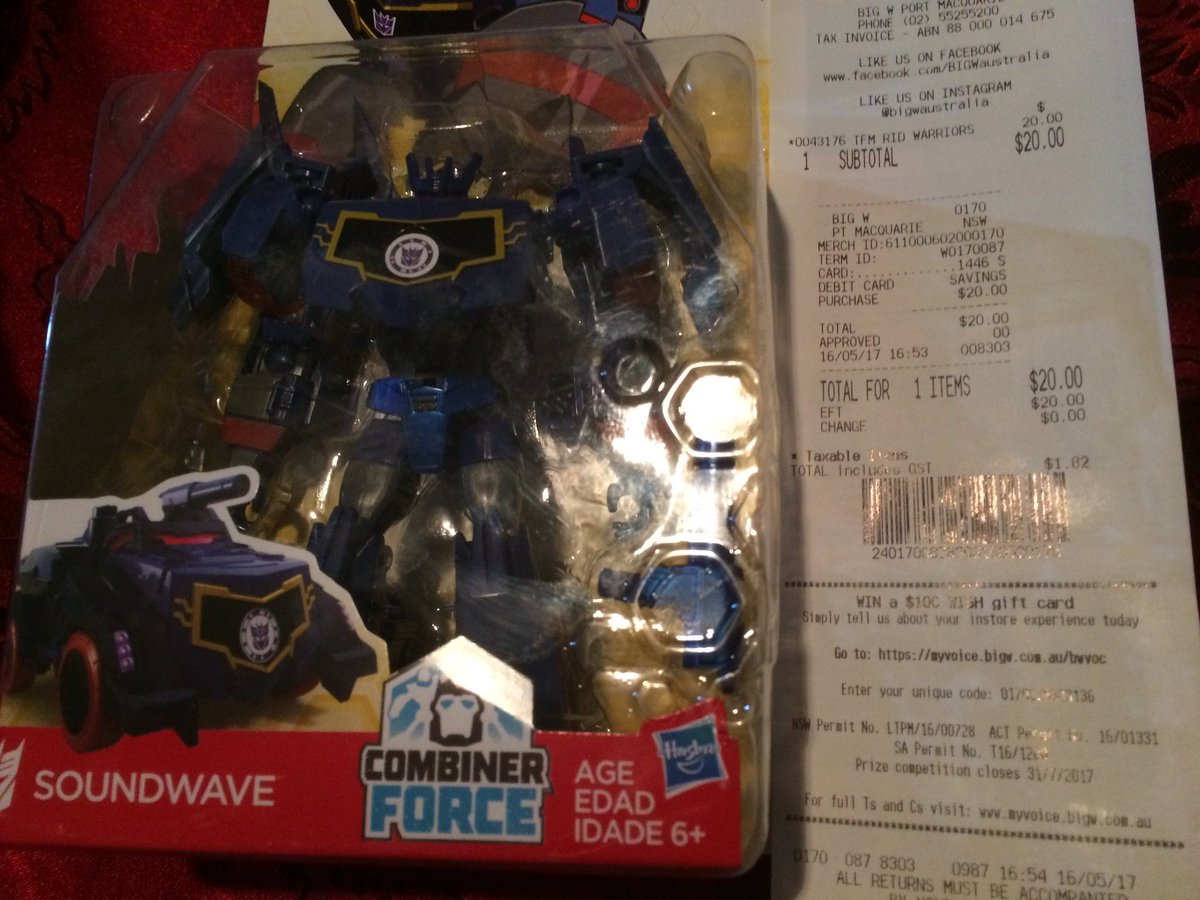 SOUNDWAVE
COMBINER
FORCE
AGE
EDAD
IDADE 6+
Hasbro
BIG W PORT MACQUARIE
PHONE (02) 55255200
TAX INVOICE - ABN 88 000 014 675
LIKE US ON FACEBOOK
www.facebook.com/BIGWaustralia
LIKE US ON INSTAGRAM
@bigwaustralia
$
*0043176 TFM RID WARRIORS 20.00
1 SUBTOTAL $20.00
BIG W 0170
PT MACQUARIE NSW
MERCH ID:611000602000170
TERM ID: W0170087
CARD:.............1446 S
DEBIT CARD SAVINGS
PURCHASE $20.00
TOTAL $20.00
APPROVED 00
16/05/17 16:53 008303
TOTAL FOR 1 ITEMS $20.00
EFT $20.00
CHANGE $0.00
* Taxable
TOTAL includes GST $1.82
WIN a gift card
Simply tell us about your instore experience today
Go to: https://myvoice.bigw.com.au/bwvoc
Enter your unique code:
NSW Permit No. LTPM/16/00728 ACT Permit No. 16/01331
SA Permit No.
Prize competition closes 31/7/2017
For full Ts and Cs visit: www.myvoice.bigw.com.au
0170 087 8303 0987 16:54 16/05/17
ALL RETURNS MUST BE ACCOMPANIED